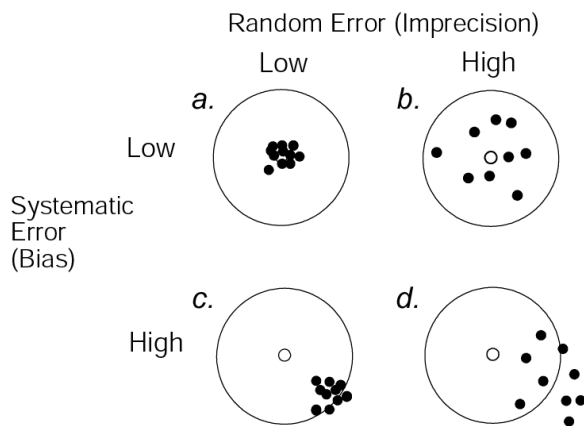 Random Error (Imprecision)
Low
High
a.
b.
Low
Systematic
Error
(Bias)
c.
d.
High